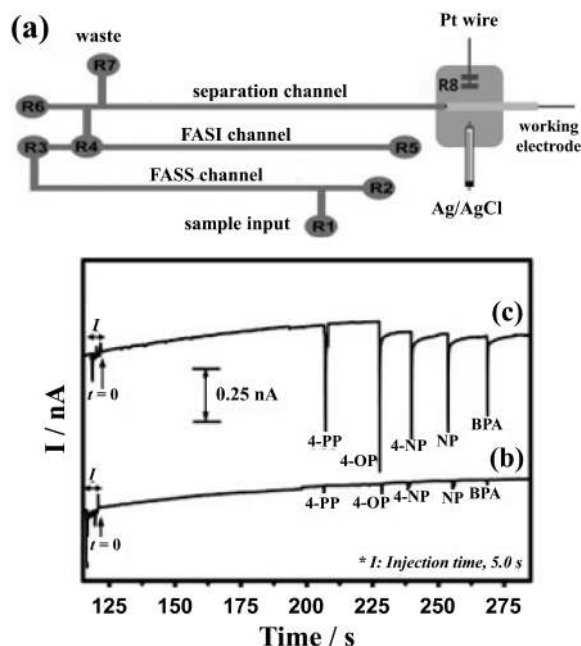 (a)
Pt wire
waste
R7
R8
R6
separation channel
working
electrode
R3
R4
FASI channel
R5
FASS channel
R2
Ag/AgCl
sample input
R1
I
(c)
t = 0
0.25 nA
4-PP
4-OP
4-NP
NP
BPA
I / nA
(b)
I
t = 0
4-PP
4-OP
4-NP
NP
BPA
* I: Injection time, 5.0 s
125 150 175 200 225 250 275
Time / s